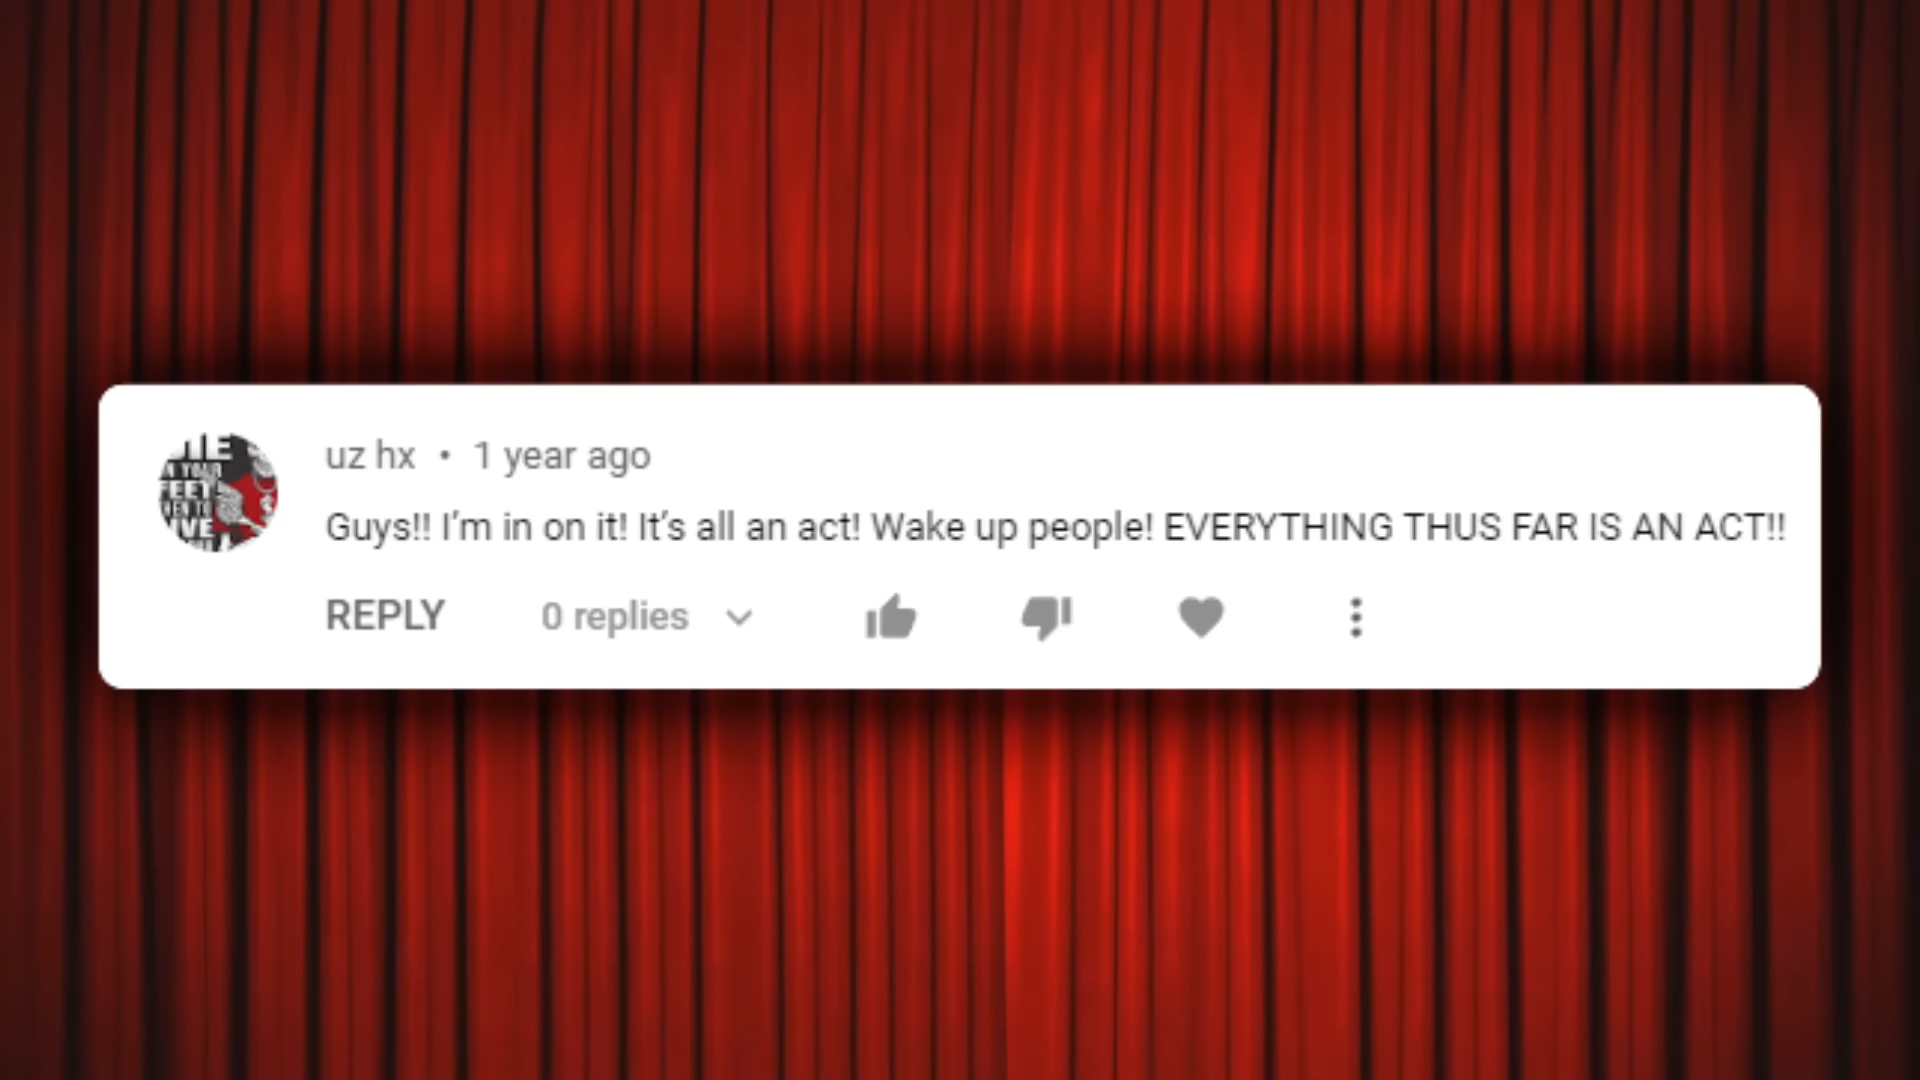 uz hx • 1 year ago
Guys!! I'm in on it! It's all an act! Wake up people! EVERYTHING THUS FAR IS AN ACT!!
REPLY 0 replies
FEET